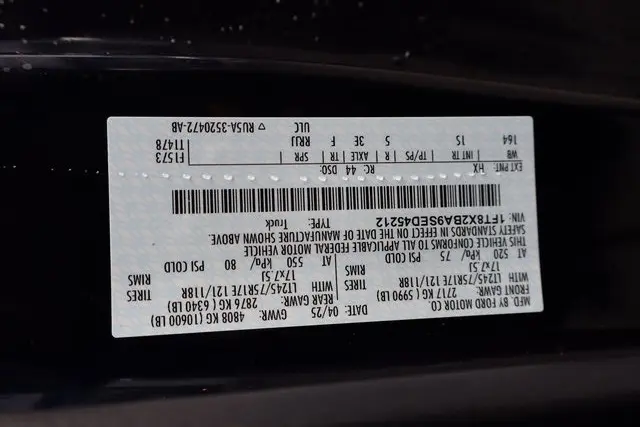 MFD. BY FORD MOTOR CO.
DATE: 04/25 GVWR: 4808 KG (10600 LB)
FRONT GAWR: 2717 KG (5990 LB) REAR GAWR: 2876 KG (6340 LB)
WITH LT245/75R17E 121/118R TIRES WITH LT245/75R17E 121/118R TIRES
17x7.5J RIMS 17x7.5J RIMS
AT 520 kPa/ 75 PSI COLD AT 550 kPa/ 80 PSI COLD
THIS VEHICLE CONFORMS TO ALL APPLICABLE FEDERAL MOTOR VEHICLE
SAFETY STANDARDS IN EFFECT ON THE DATE OF MANUFACTURE SHOWN ABOVE.
VIN: 1FT8X2BA9SED45212 TYPE: Truck
EXT PNT: HX RC: 44 DSO: F1573
WB INT TR TP/PS R AXLE TR SPR T1478
164 1S 5 3E F RRJJ
ULC ▽ RU5A-3520472-AB